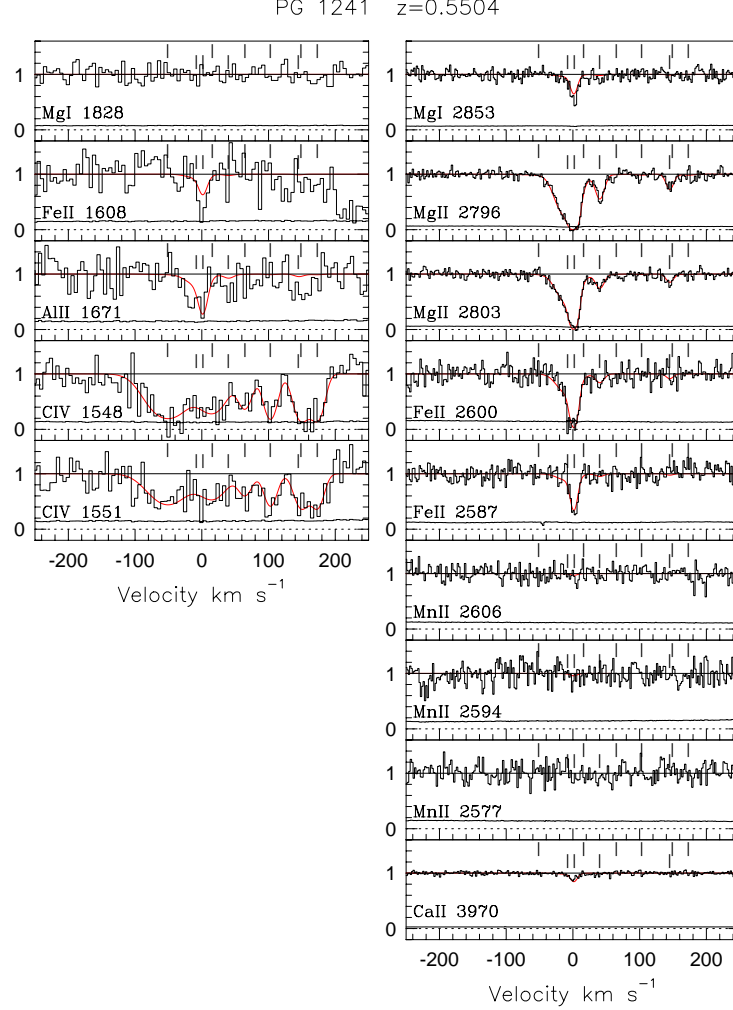 PG 1241 z=0.5504
1
0
MgI 1828
1
0
FeII 1608
1
0
AlII 1671
1
0
CIV 1548
1
0
CIV 1551
-200 -100 0 100 200
Velocity km s⁻¹
1
0
MgI 2853
1
0
MgII 2796
1
0
MgII 2803
1
0
FeII 2600
1
0
FeII 2587
1
0
MnII 2606
1
0
MnII 2594
1
0
MnII 2577
1
0
CaII 3970
-200 -100 0 100 200
Velocity km s⁻¹